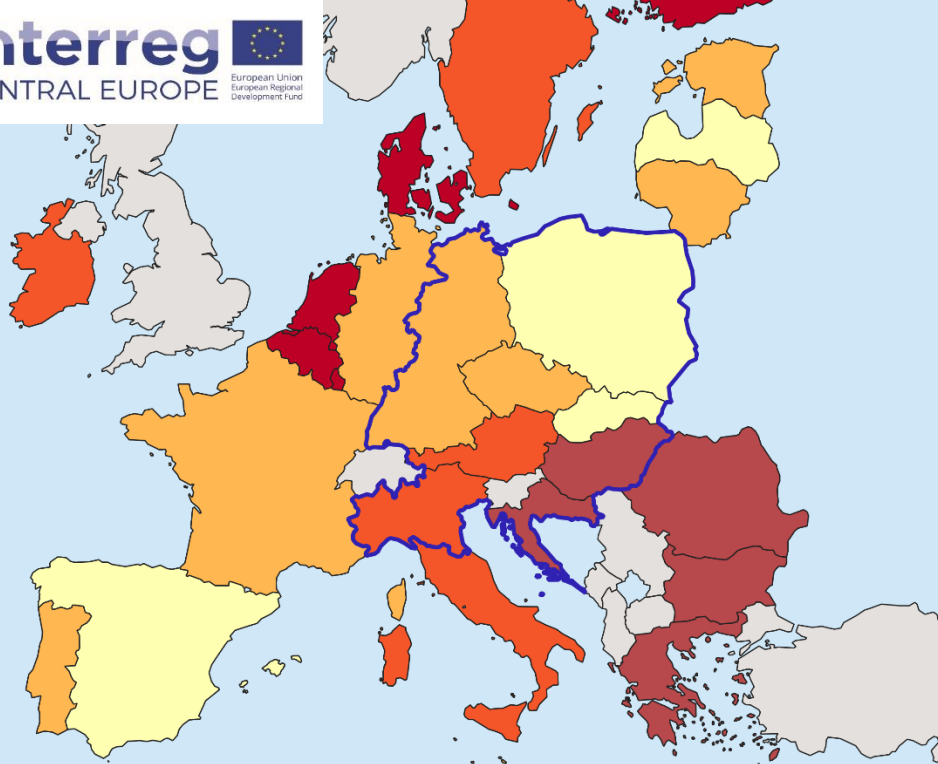 nterreg
NTRAL EUROPE
European Union
European Regional
Development Fund